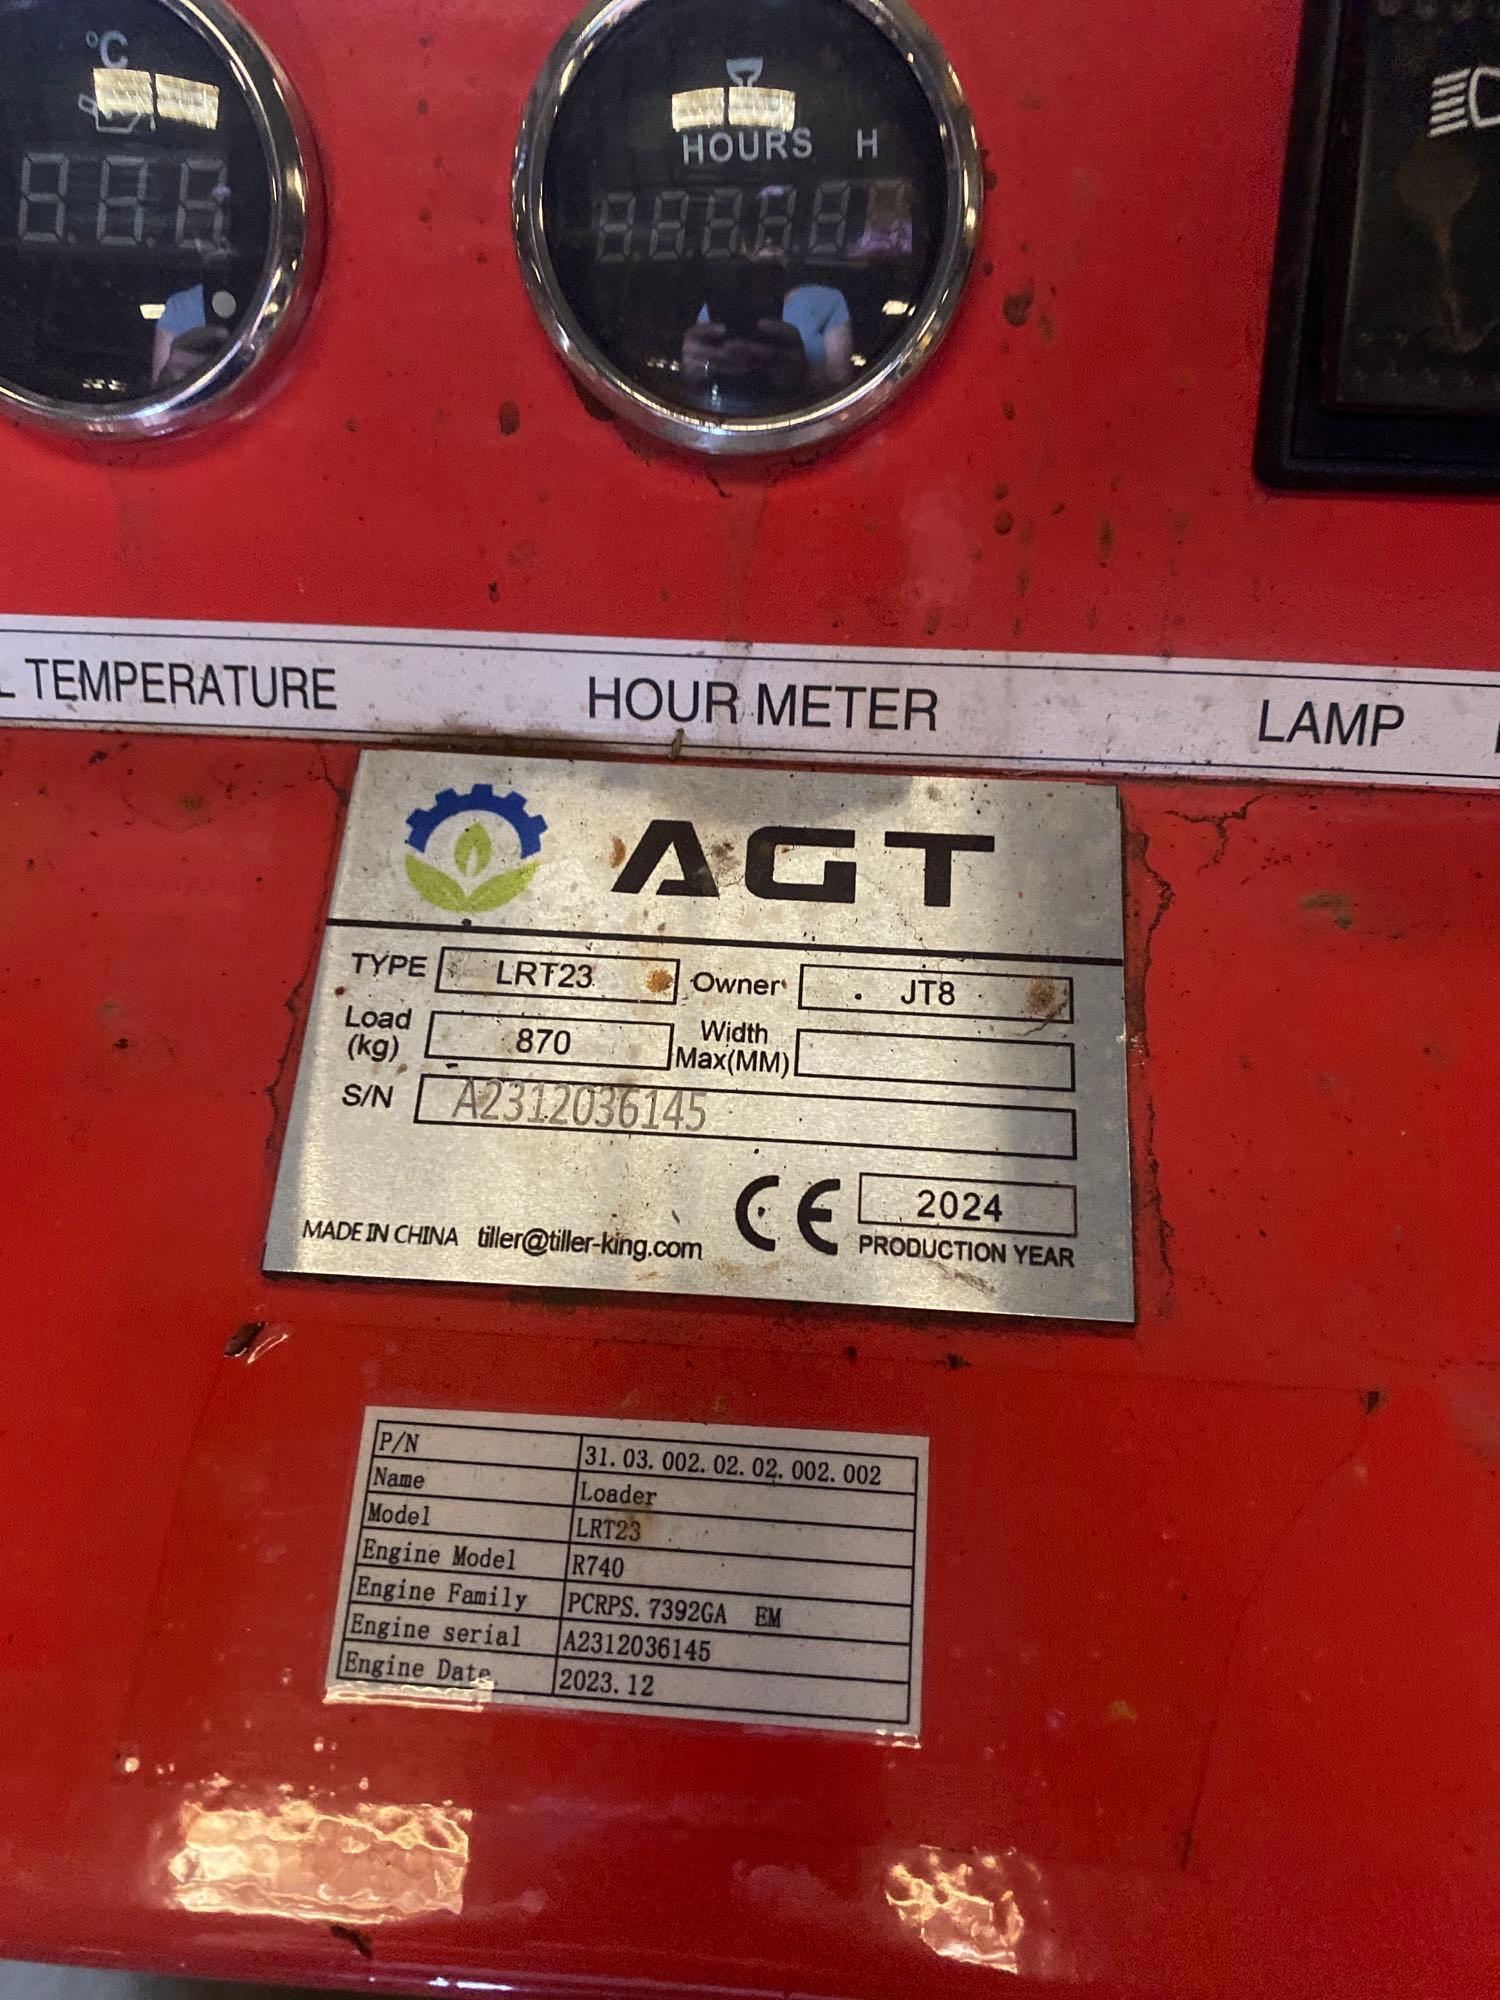 °C
HOURS H
TEMPERATURE
HOUR METER
LAMP
AGT
TYPE LRT23 Owner JT8
Load (kg) 870 Width Max(MM)
S/N A2312036145
CE 2024
MADE IN CHINA tiller@tiller-king.com PRODUCTION YEAR
P/N 31.03.002.02.02.002.002
Name Loader
Model LRT23
Engine Model R740
Engine Family PCRPS.7392GA EM
Engine serial A2312036145
Engine Date 2023.12